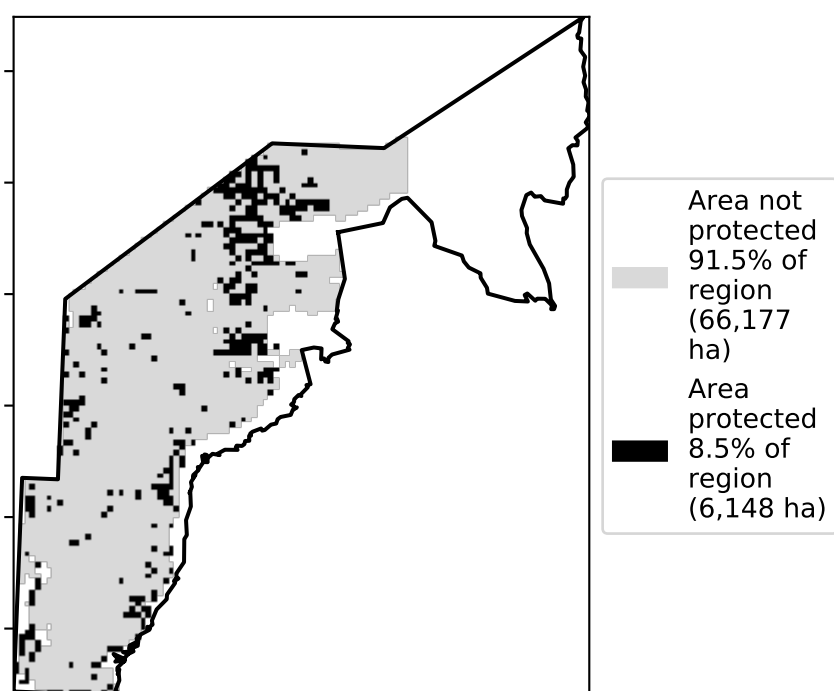 Area not
protected
91.5% of
region
(66,177
ha)
Area
protected
8.5% of
region
(6,148 ha)